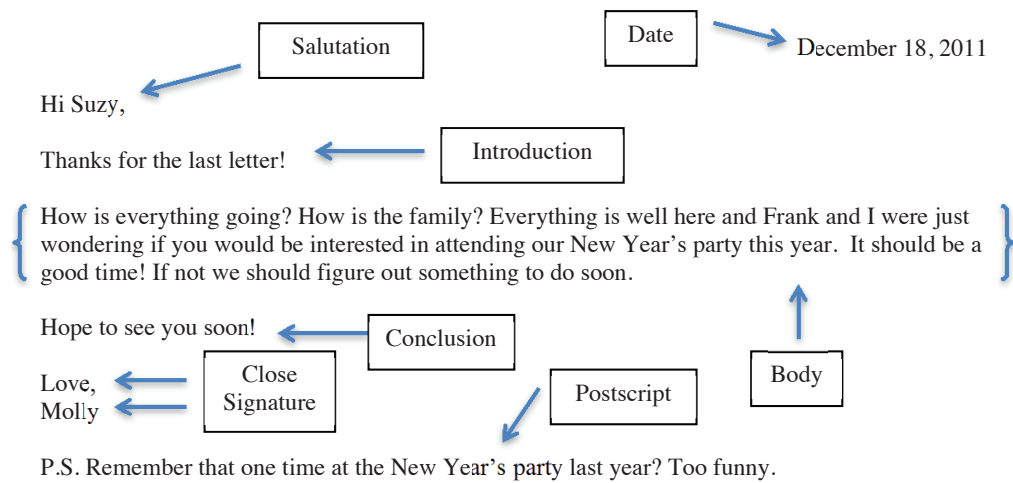 Salutation
Date
December 18, 2011
Hi Suzy,
Introduction
Thanks for the last letter!
How is everything going? How is the family? Everything is well here and Frank and I were just
wondering if you would be interested in attending our New Year’s party this year.  It should be a
good time! If not we should figure out something to do soon.
Hope to see you soon!
Conclusion
Body
Close
Signature
Love,
Molly
Postscript
P.S. Remember that one time at the New Year’s party last year? Too funny.